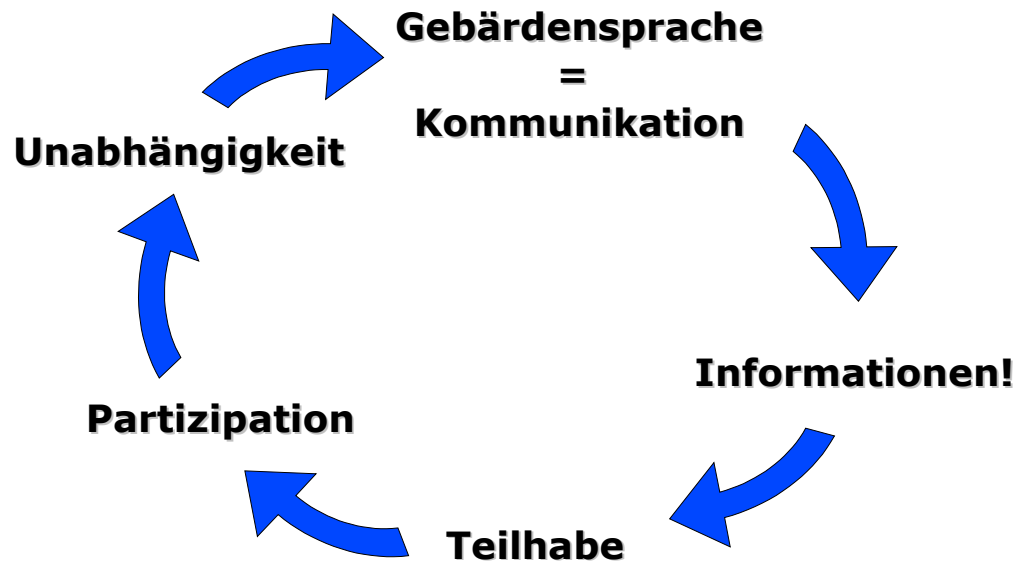 Gebärdensprache
=
Kommunikation
Informationen!
Teilhabe
Partizipation
Unabhängigkeit